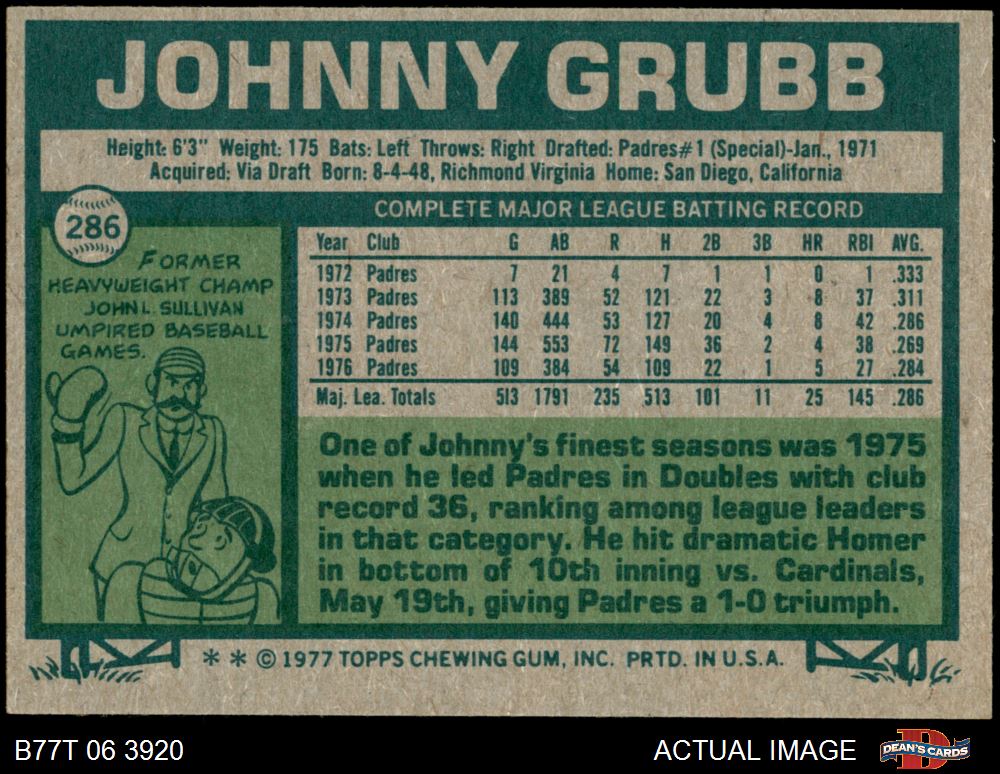 JOHNNY GRUBB
Height: 6'3" Weight: 175 Bats: Left Throws: Right Drafted: Padres#1 (Special)-Jan., 1971
Acquired: Via Draft Born: 8-4-48, Richmond Virginia Home: San Diego, California
286
COMPLETE MAJOR LEAGUE BATTING RECORD
FORMER
HEAVYWEIGHT CHAMP
JOHN L. SULLIVAN
UMPIRED BASEBALL
GAMES.
Year Club G AB R H 2B 3B HR RBI AVG.
1972 Padres 7 21 4 7 1 1 0 1 .333
1973 Padres 113 389 52 121 22 3 8 37 .311
1974 Padres 140 444 53 127 20 4 8 42 .286
1975 Padres 144 553 72 149 36 2 4 38 .269
1976 Padres 109 384 54 109 22 1 5 27 .284
Maj. Lea. Totals 513 1791 235 513 101 11 25 145 .286
One of Johnny's finest seasons was 1975
when he led Padres in Doubles with club
record 36, ranking among league leaders
in that category. He hit dramatic Homer
in bottom of 10th inning vs. Cardinals,
May 19th, giving Padres a 1-0 triumph.
* * © 1977 TOPPS CHEWING GUM, INC. PRTD. IN U.S.A.
B77T 06 3920
ACTUAL IMAGE
DEAN'S CARDS